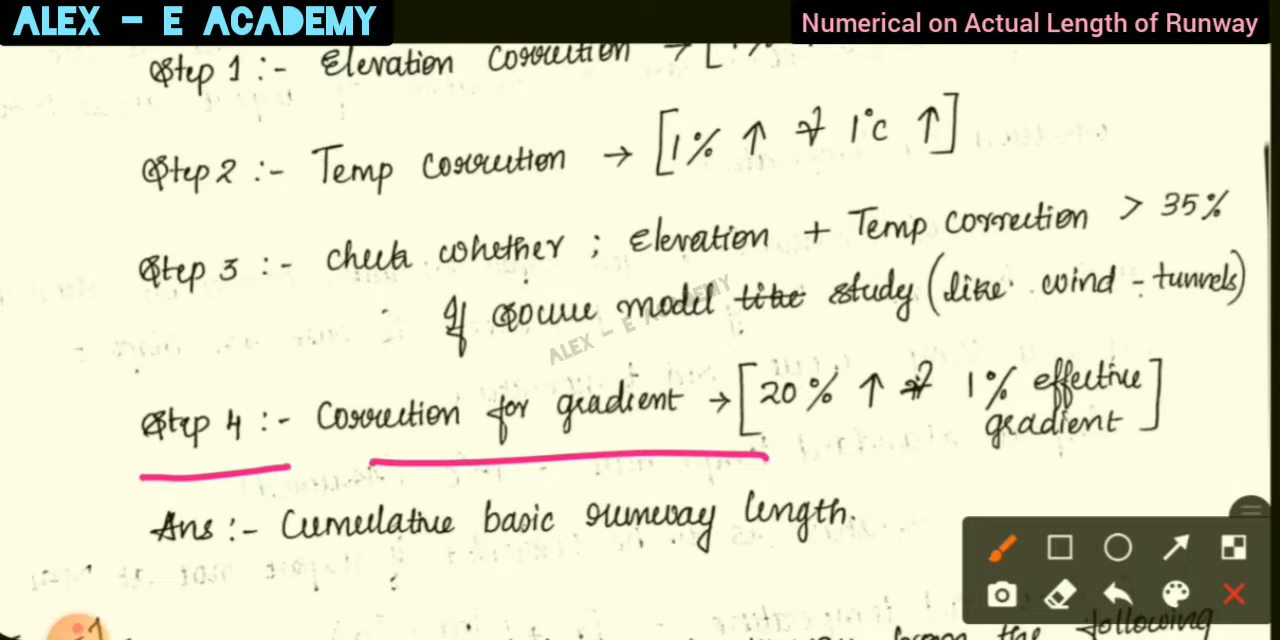 ALEX - E ACADEMY
Numerical on Actual Length of Runway
Step 1 :- Elevation Correction → [
Step 2 :- Temp Correction → [1% ↑ 1°C ↑]
Step 3 :- Check whether ; Elevation + Temp Correction > 35%
If model like study (like wind-tunnels)
ALEX - E ACADEMY
Step 4 :- Correction for gradient → [20% ↑ 1% effective
gradient]
Ans :- Cumulative basic runway length.
the following